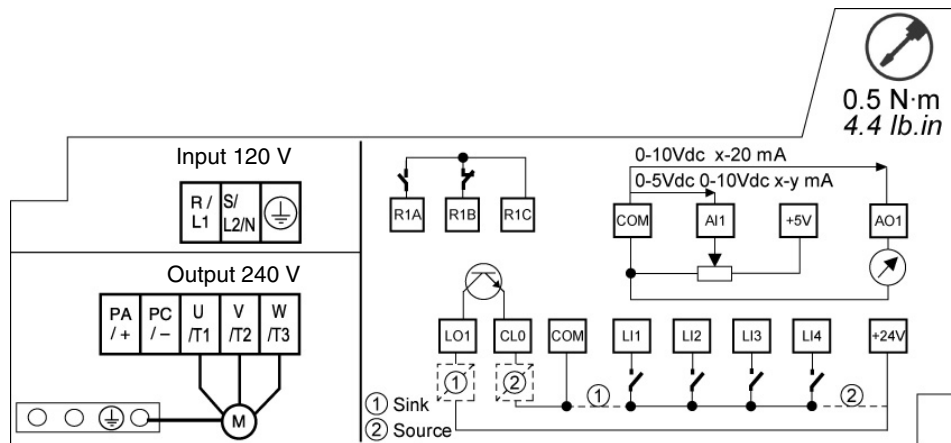 0.5 N·m
4.4 lb.in
Input 120 V
R / L1
S/ L2/N
Output 240 V
PA / +
PC / –
U /T1
V /T2
W /T3
M
R1A
R1B
R1C
0-10Vdc x-20 mA
0-5Vdc 0-10Vdc x-y mA
COM
AI1
+5V
AO1
LO1
CL0
COM
LI1
LI2
LI3
LI4
+24V
1
2
1
2
① Sink
② Source